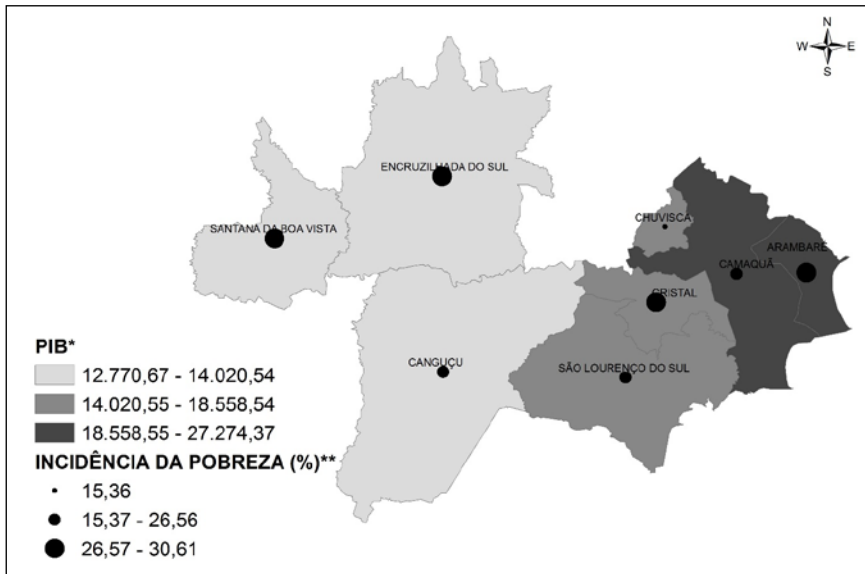 N
W E
S
ENCRUZILHADA DO SUL
SANTANA DA BOA VISTA
CHUVISCA
ARAMBARÉ
CAMAQUÃ
CRISTAL
CANGUÇU
SÃO LOURENÇO DO SUL
PIB*
12.770,67 - 14.020,54
14.020,55 - 18.558,54
18.558,55 - 27.274,37
INCIDÊNCIA DA POBREZA (%)**
15,36
15,37 - 26,56
26,57 - 30,61